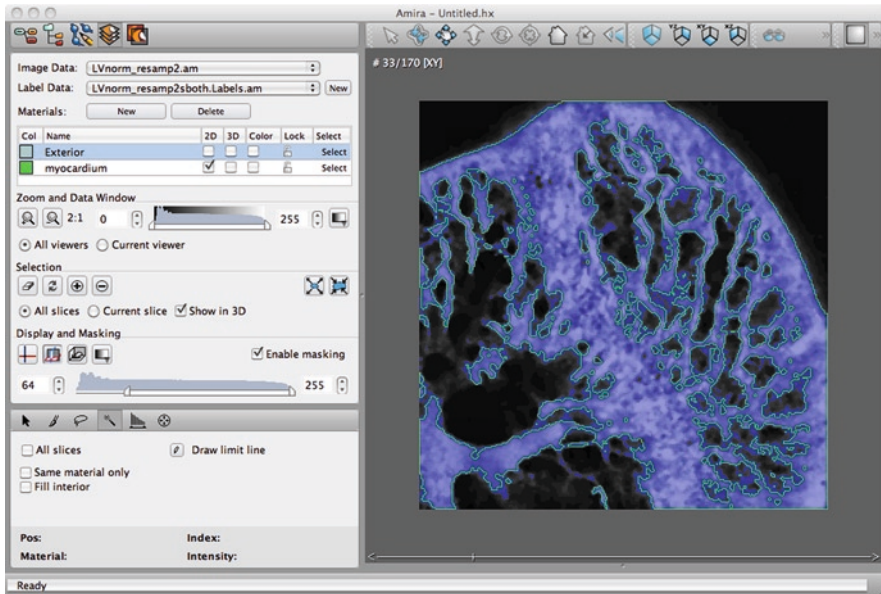 Amira – Untitled.hx
YZ XY XZ
# 33/170 [XY]
Image Data: LVnorm_resamp2.am
Label Data: LVnorm_resamp2sboth.Labels.am New
Materials: New Delete
Col Name 2D 3D Color Lock Select
Exterior Select
myocardium Select
Zoom and Data Window
2:1 0 255
All viewers Current viewer
Selection
All slices Current slice Show in 3D
Display and Masking
Enable masking
64 255
All slices Draw limit line
Same material only
Fill interior
Pos: Index:
Material: Intensity:
Ready